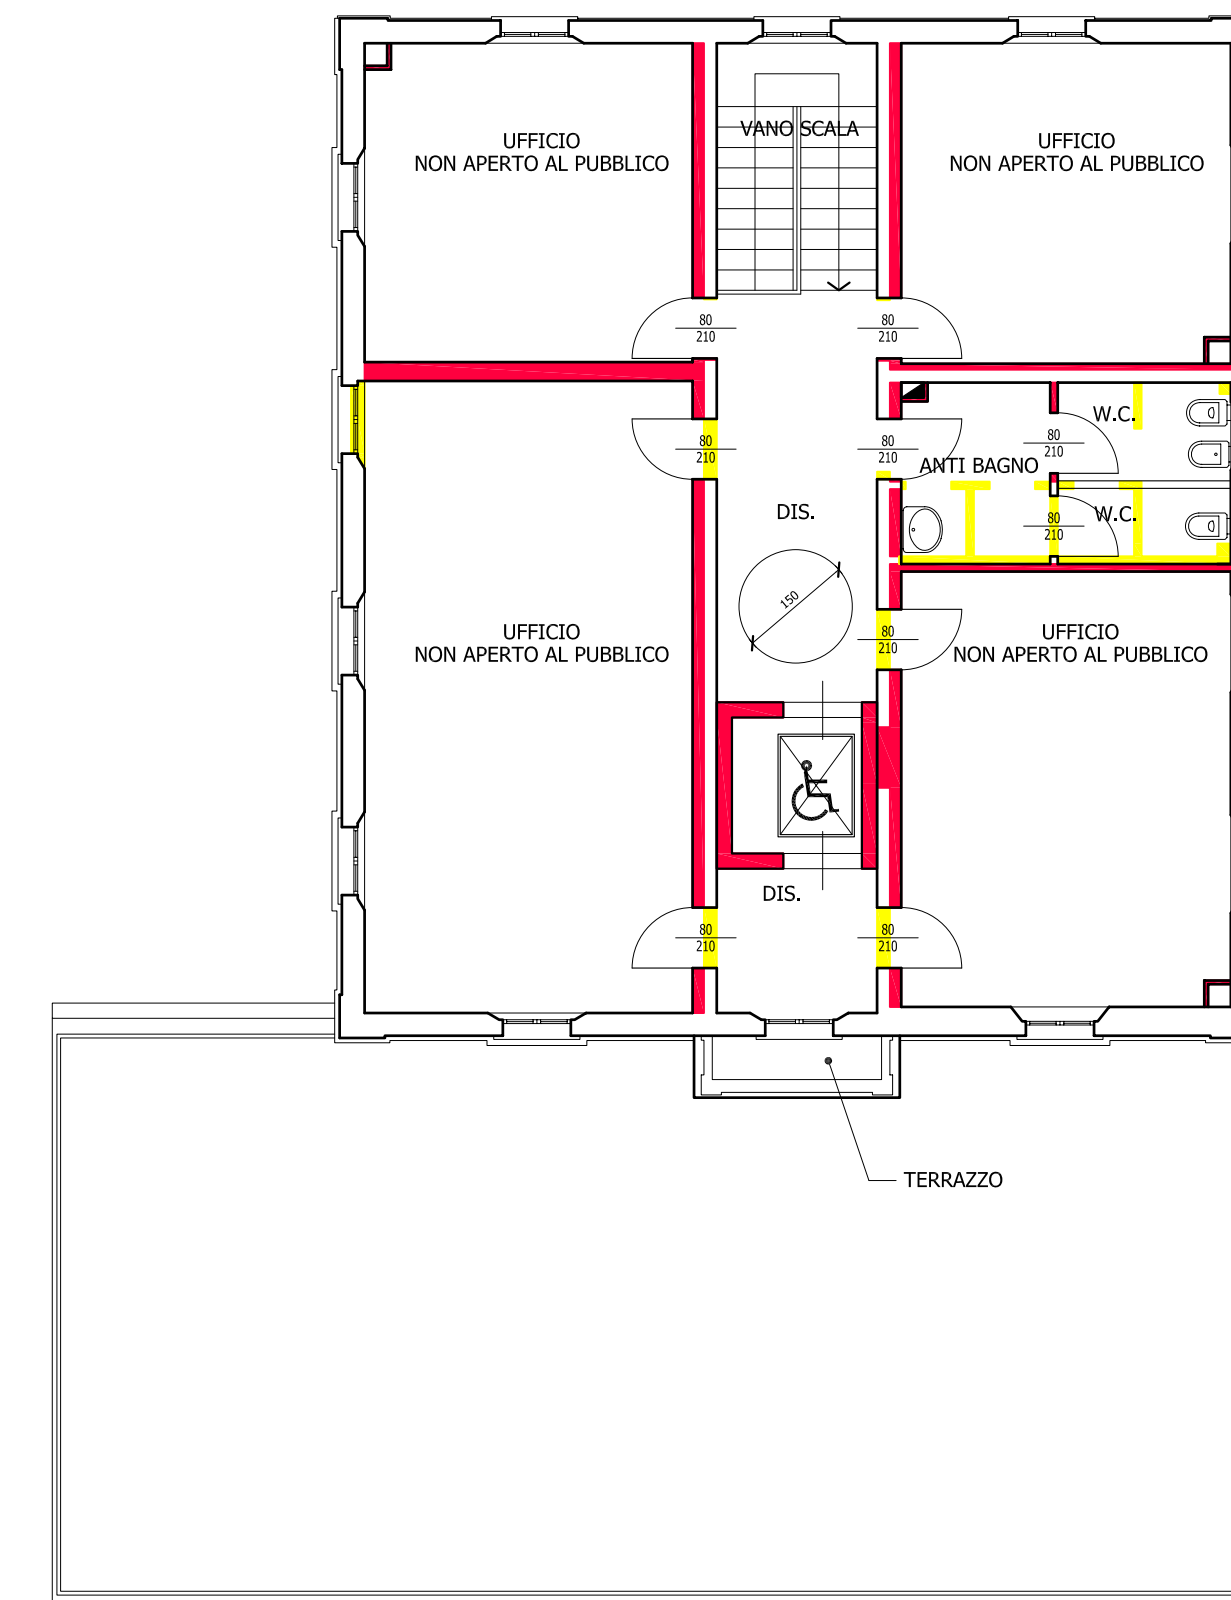 UFFICIO
NON APERTO AL PUBBLICO
VANO SCALA
UFFICIO
NON APERTO AL PUBBLICO
80
210
80
210
80
210
80
210
W.C.
80
210
ANTI BAGNO
DIS.
W.C.
80
210
150
UFFICIO
NON APERTO AL PUBBLICO
80
210
UFFICIO
NON APERTO AL PUBBLICO
DIS.
80
210
80
210
TERRAZZO